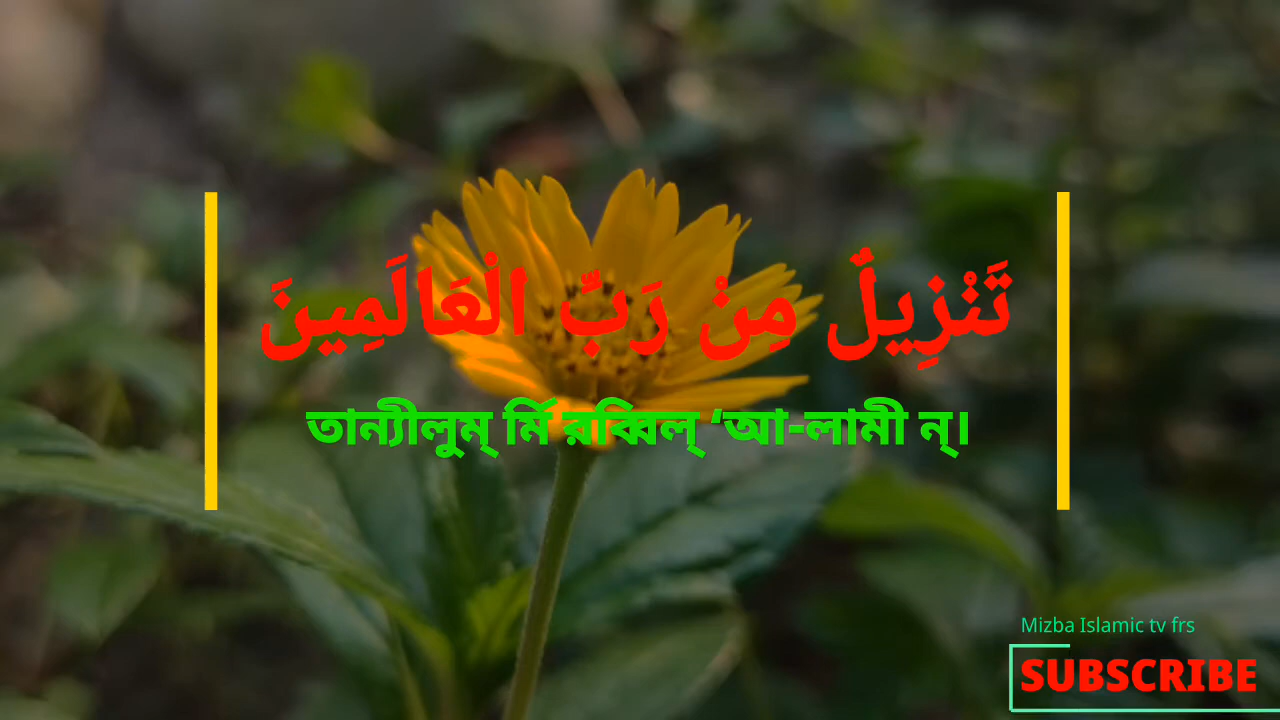 تَنْزِيلٌ مِنْ رَبِّ الْعَالَمِينَ
তান্যীলুম্ মির্ রব্বিল্ ‘আ-লামী ন্।
Mizba Islamic tv frs
SUBSCRIBE